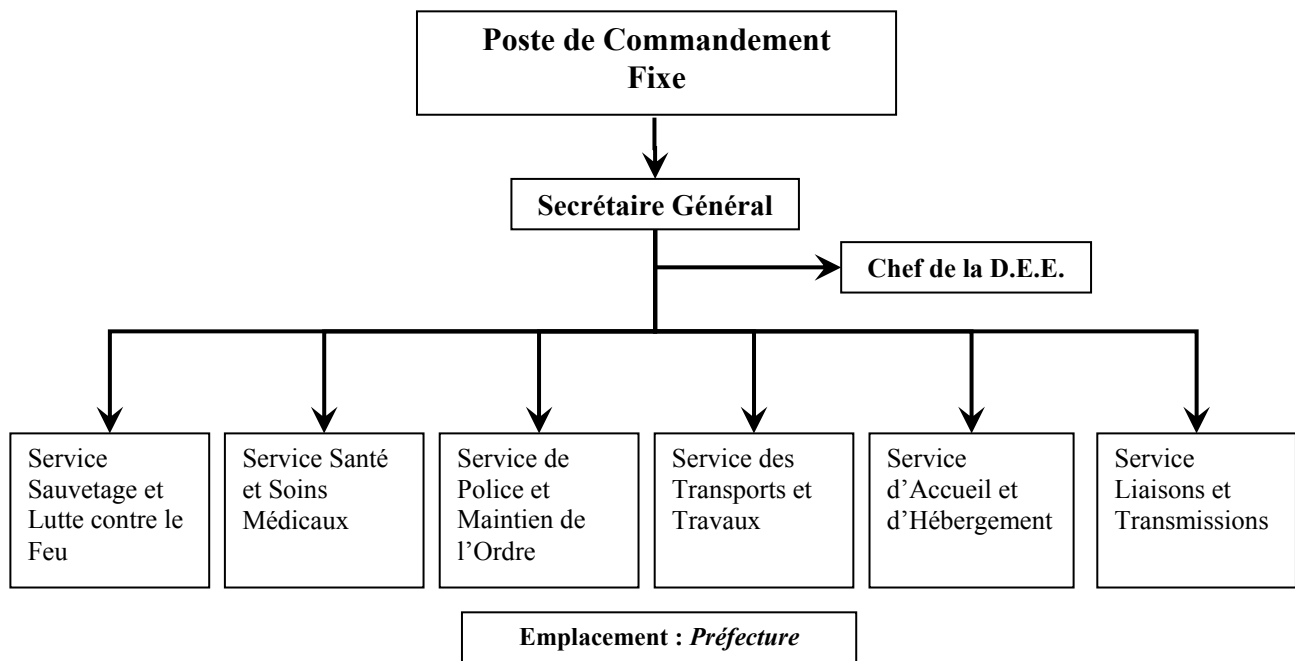 Poste de Commandement
Fixe
Secrétaire Général
Chef de la D.E.E.
Service
Sauvetage et
Lutte contre le
Feu
Service Santé
et Soins
Médicaux
Service de
Police et
Maintien de
l’Ordre
Service des
Transports et
Travaux
Service
d’Accueil et
d’Hébergement
Service
Liaisons et
Transmissions
Emplacement : Préfecture